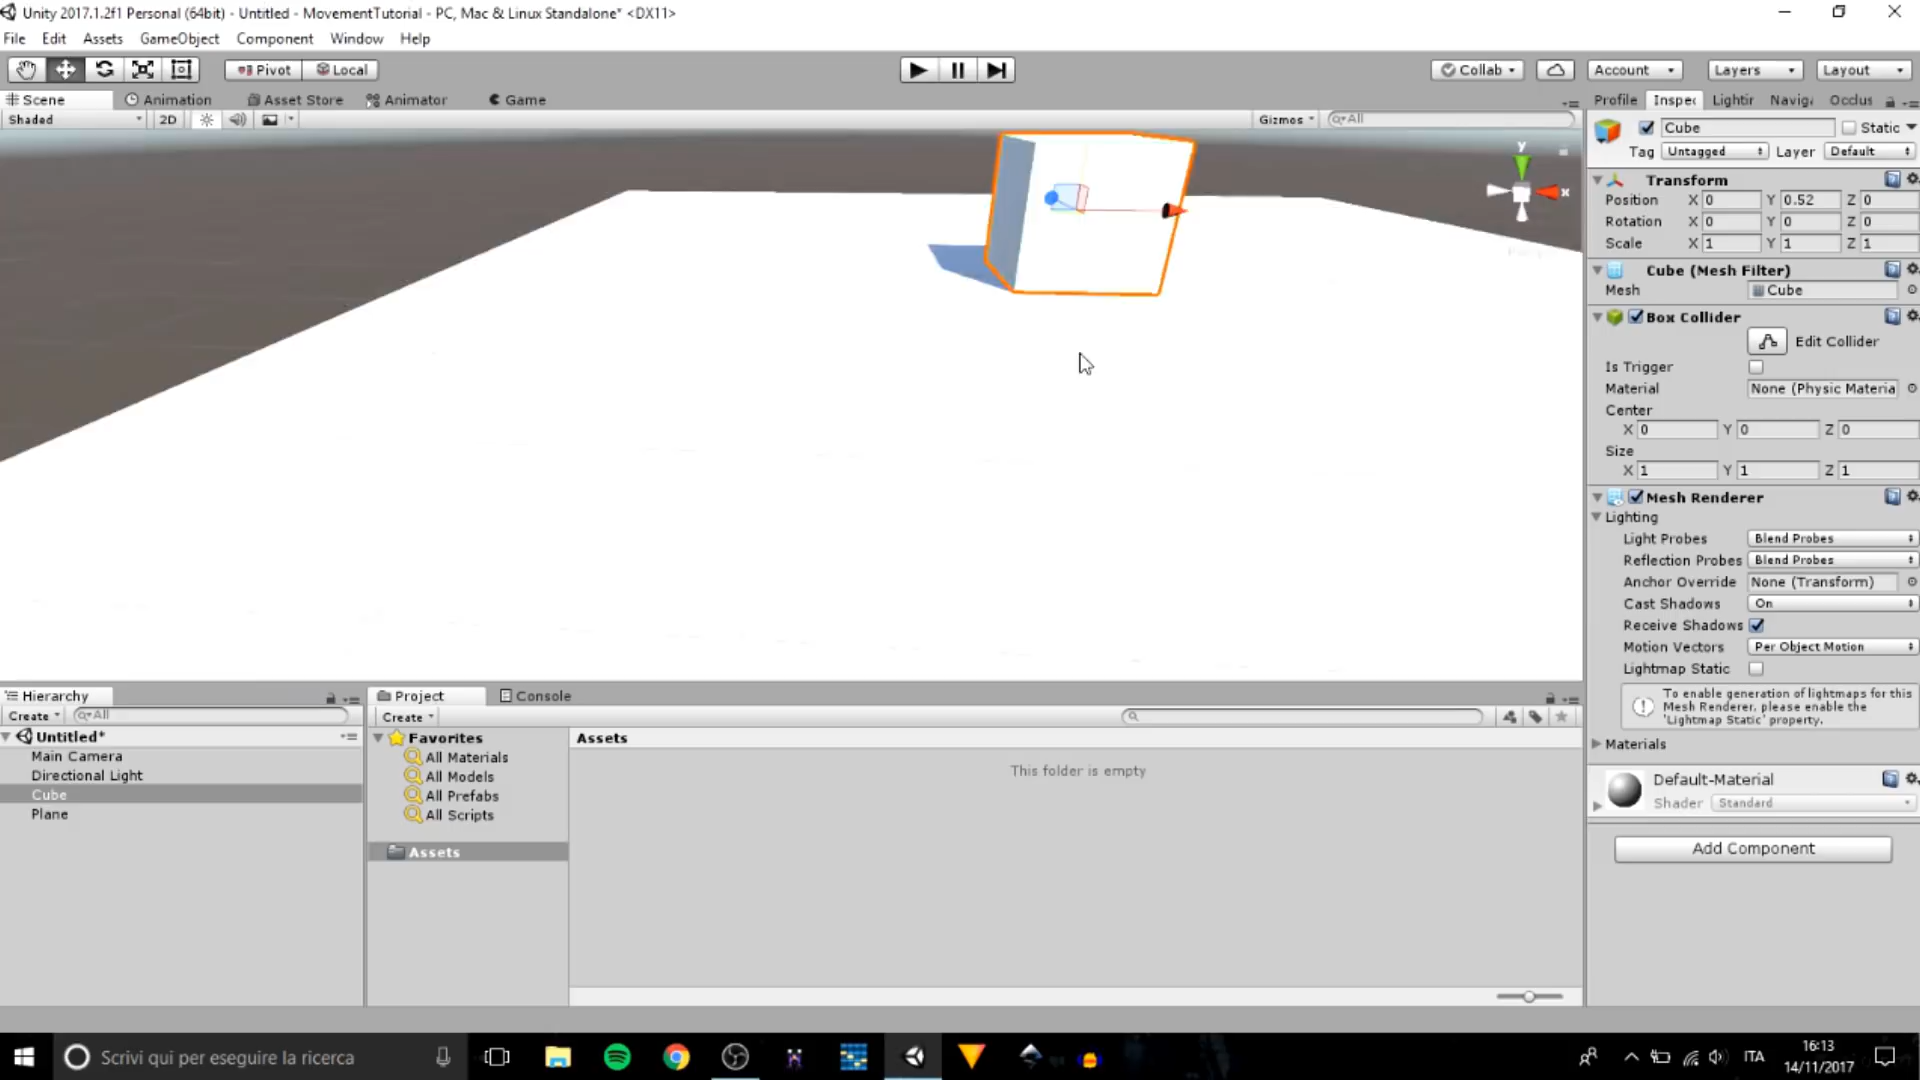 Unity 2017.1.2f1 Personal (64bit) - Untitled - MovementTutorial - PC, Mac & Linux Standalone* <DX11>
File Edit Assets GameObject Component Window Help
Pivot Local Collab Account Layers Layout
Scene Animation Asset Store Animator Game
Shaded 2D Gizmos All
y
x
Profile Inspec Lightir Naviga Occlus
Cube Static
Tag Untagged Layer Default
Transform
Position X 0 Y 0.52 Z 0
Rotation X 0 Y 0 Z 0
Scale X 1 Y 1 Z 1
Cube (Mesh Filter)
Mesh Cube
Box Collider
Edit Collider
Is Trigger
Material None (Physic Materia
Center
X 0 Y 0 Z 0
Size
X 1 Y 1 Z 1
Mesh Renderer
Lighting
Light Probes Blend Probes
Reflection Probes Blend Probes
Anchor Override None (Transform)
Cast Shadows On
Receive Shadows
Motion Vectors Per Object Motion
Lightmap Static
To enable generation of lightmaps for this
Mesh Renderer, please enable the
'Lightmap Static' property.
Materials
Default-Material
Shader Standard
Add Component
Hierarchy
Create All
Untitled*
Main Camera
Directional Light
Cube
Plane
Project Console
Create
Favorites
All Materials
All Models
All Prefabs
All Scripts
Assets
Assets
This folder is empty
Scrivi qui per eseguire la ricerca
ITA
16:13
14/11/2017